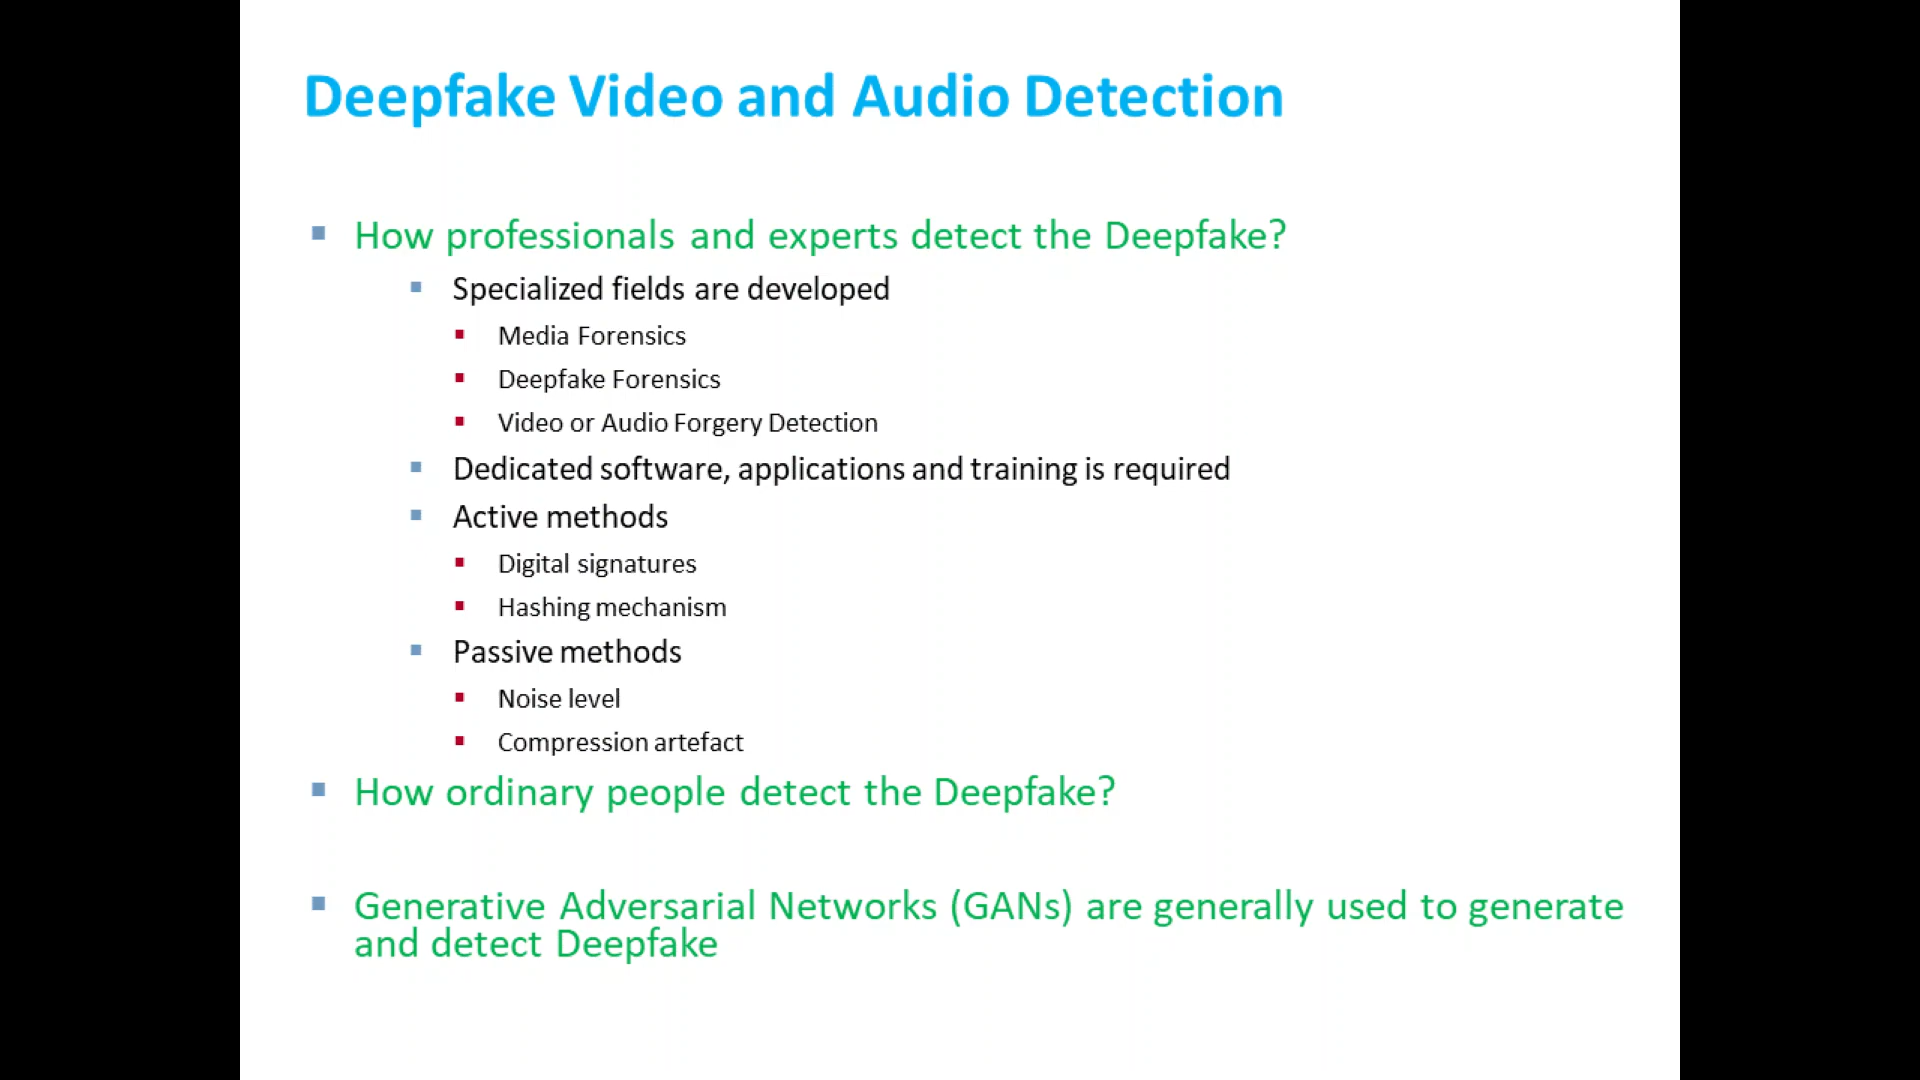 Deepfake Video and Audio Detection
How professionals and experts detect the Deepfake?
Specialized fields are developed
Media Forensics
Deepfake Forensics
Video or Audio Forgery Detection
Dedicated software, applications and training is required
Active methods
Digital signatures
Hashing mechanism
Passive methods
Noise level
Compression artefact
How ordinary people detect the Deepfake?
Generative Adversarial Networks (GANs) are generally used to generate
and detect Deepfake